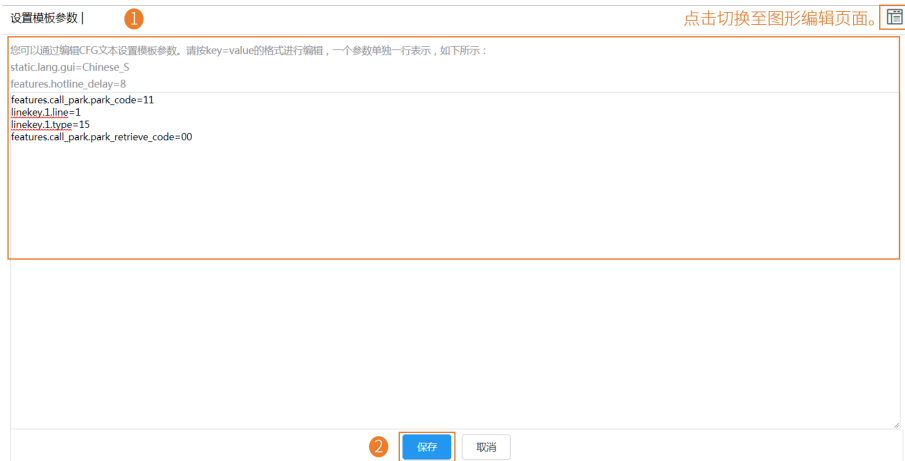 设置模板参数 |
1
点击切换至图形编辑页面。
您可以通过编辑CFG文本设置模板参数。请按key=value的格式进行编辑，一个参数单独一行表示，如下所示：
static.lang.gui=Chinese_S
features.hotline_delay=8
features.call_park.park_code=11
linekey.1.line=1
linekey.1.type=15
features.call_park.park_retrieve_code=00
2
保存
取消